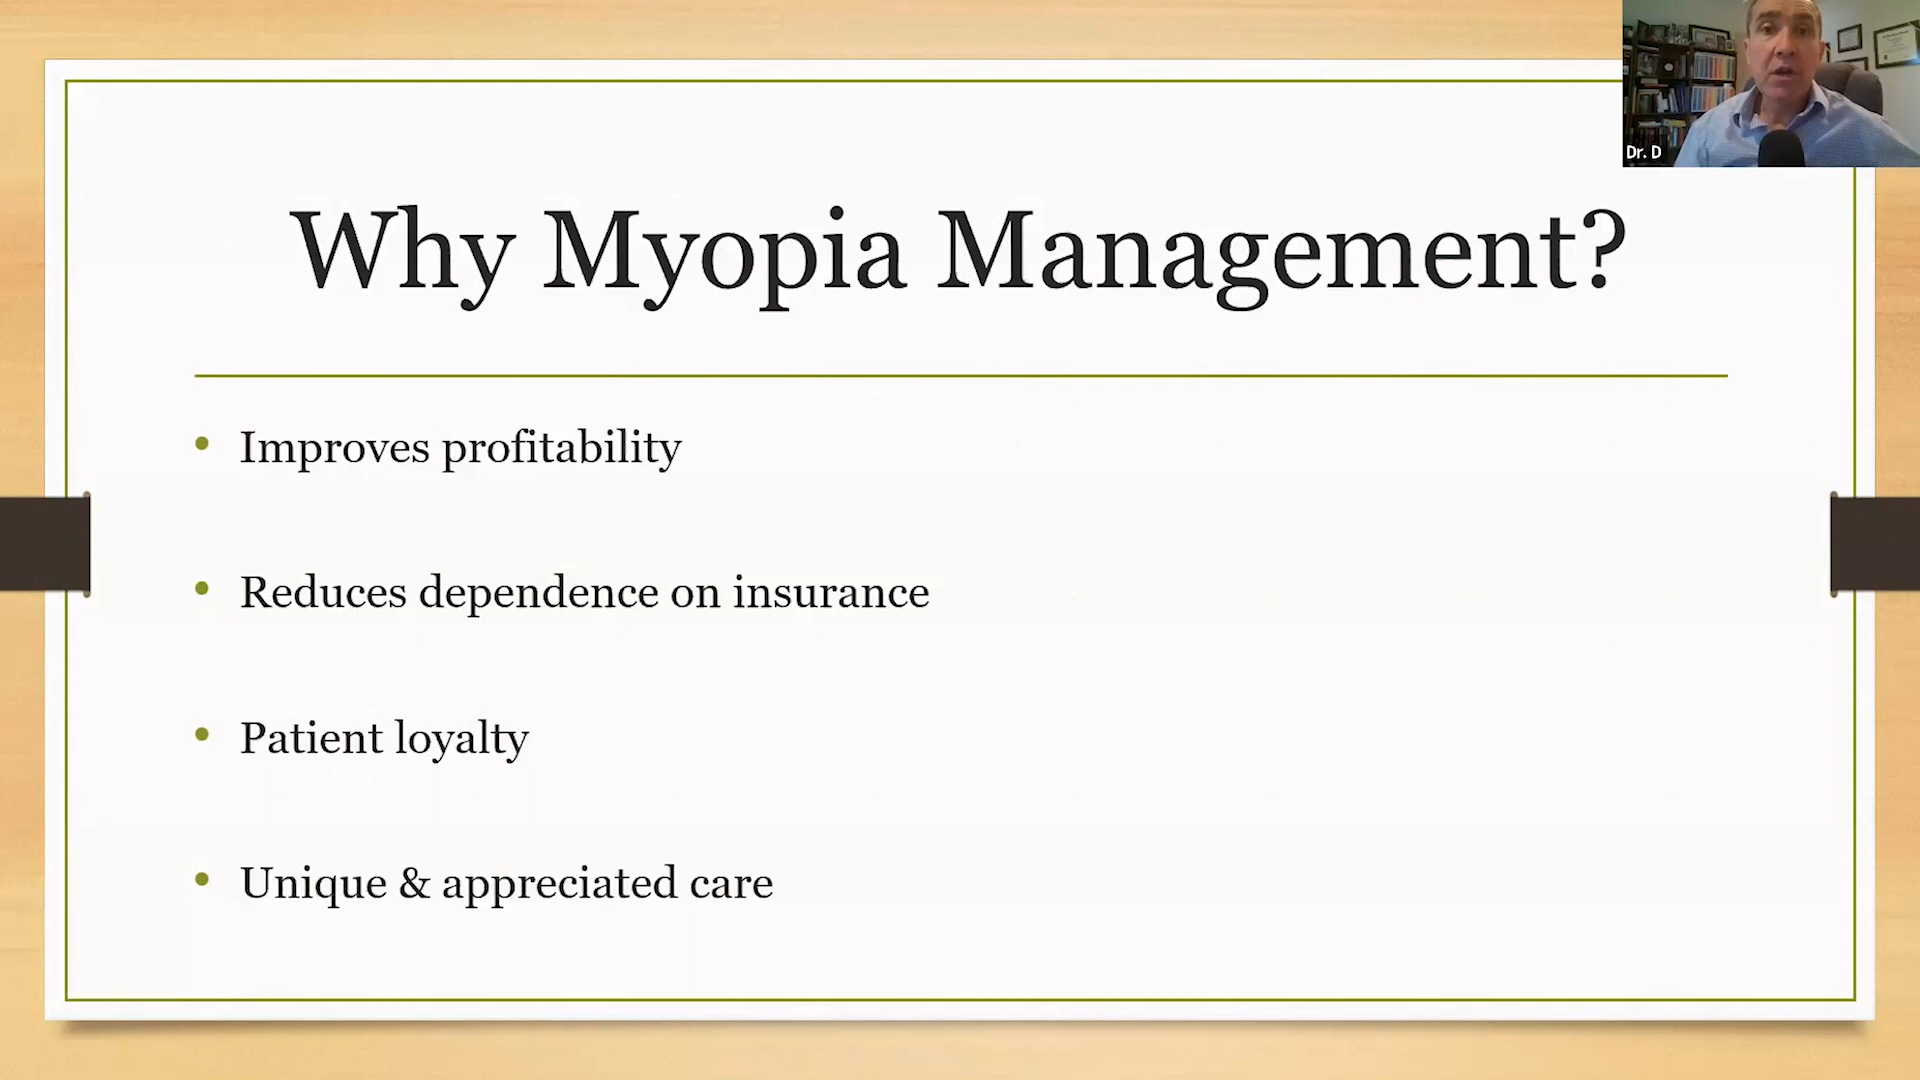 Dr. D
Why Myopia Management?
• Improves profitability
• Reduces dependence on insurance
• Patient loyalty
• Unique & appreciated care